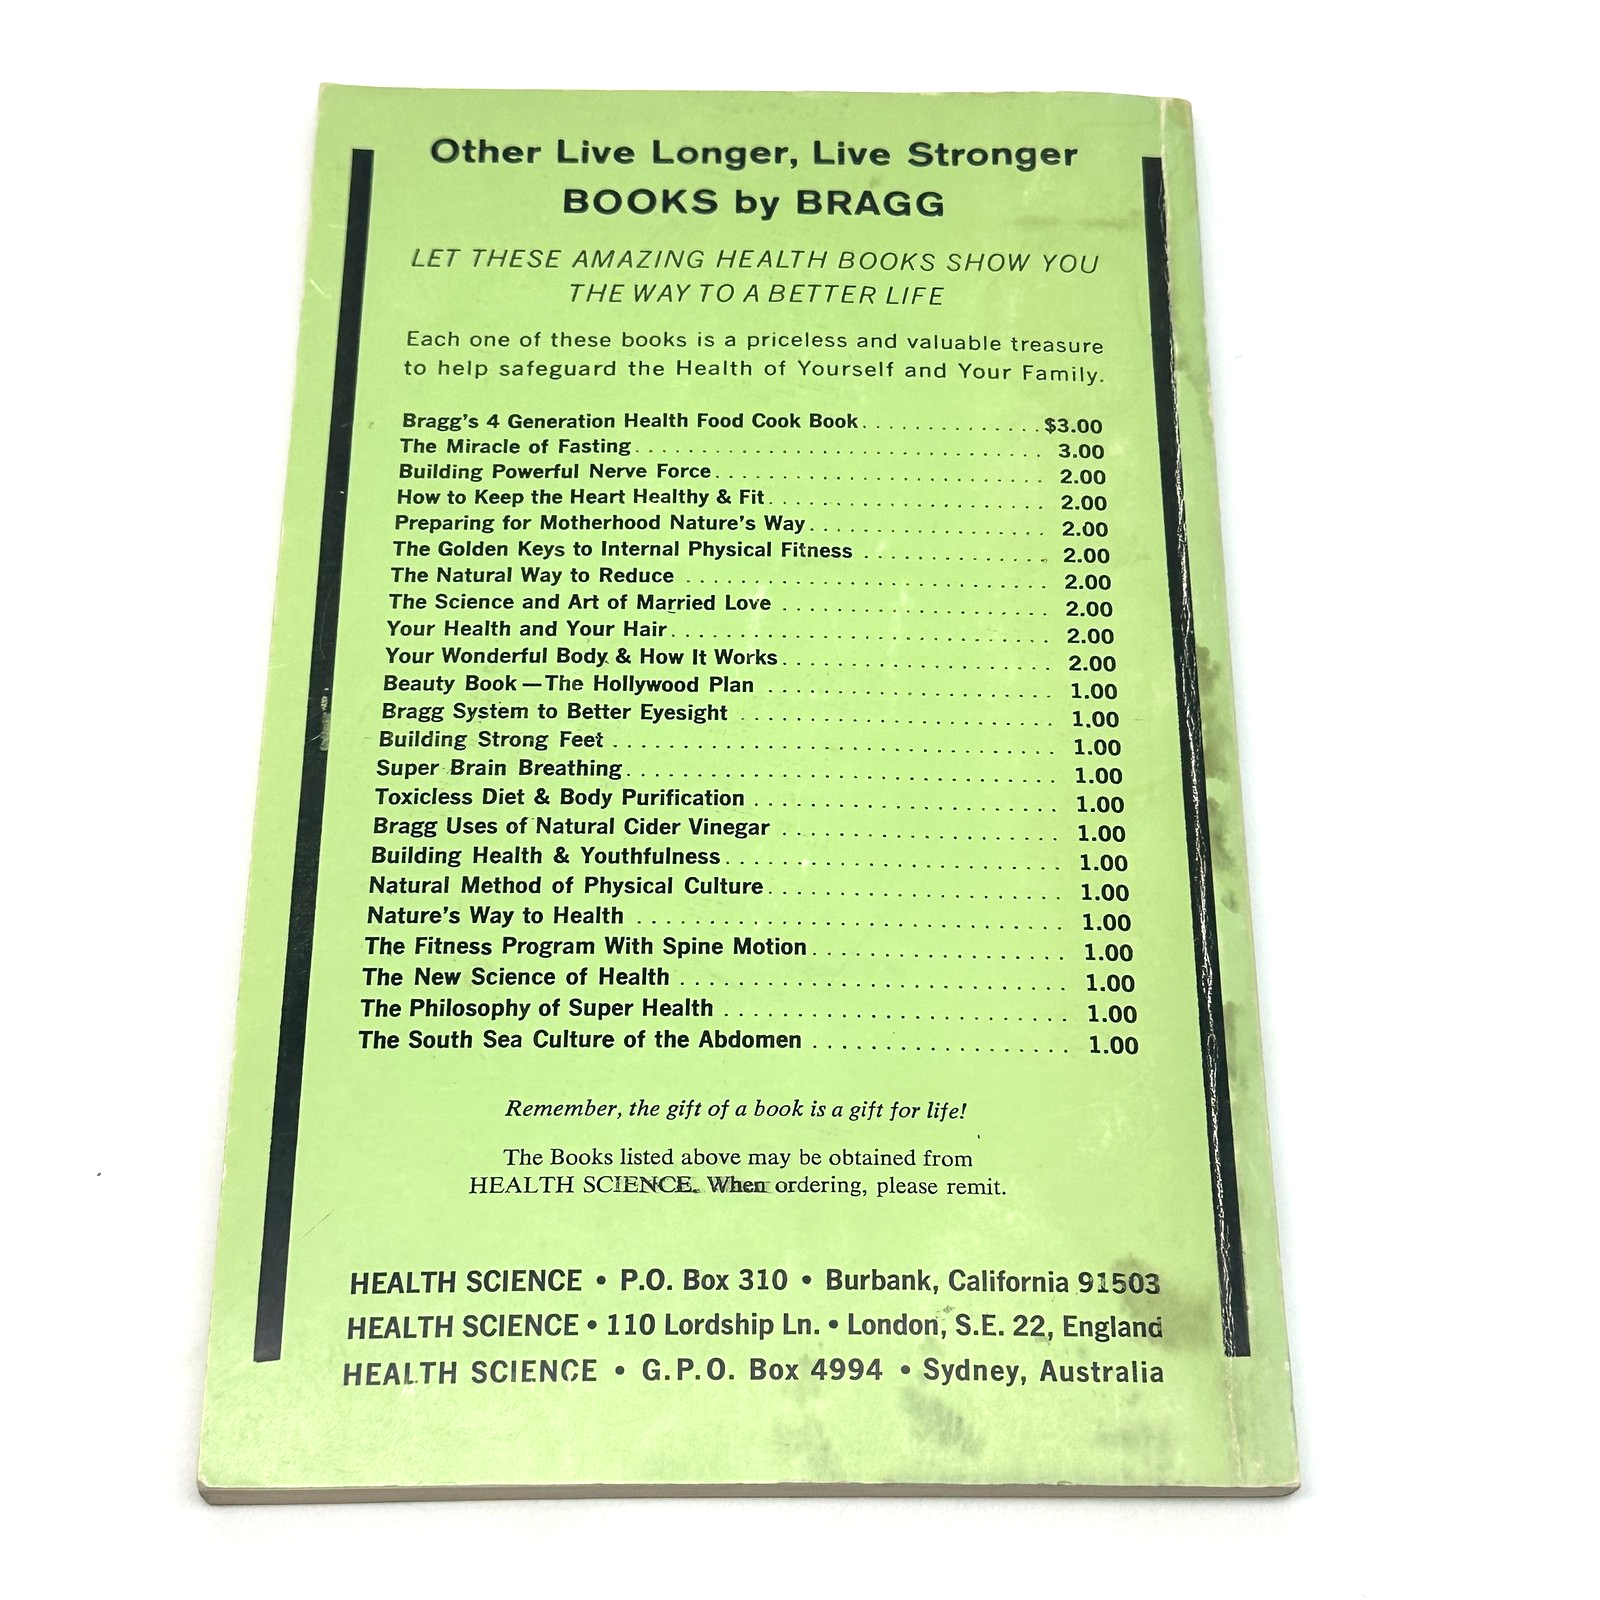 Other Live Longer, Live Stronger
BOOKS by BRAGG
LET THESE AMAZING HEALTH BOOKS SHOW YOU
THE WAY TO A BETTER LIFE
Each one of these books is a priceless and valuable treasure
to help safeguard the Health of Yourself and Your Family.
Bragg's 4 Generation Health Food Cook Book. . . . . . . . . . . . . . $3.00
The Miracle of Fasting. . . . . . . . . . . . . . . . . . . . . . . . . . . . . . . 3.00
Building Powerful Nerve Force. . . . . . . . . . . . . . . . . . . . . . . . . 2.00
How to Keep the Heart Healthy & Fit. . . . . . . . . . . . . . . . . . . . . 2.00
Preparing for Motherhood Nature's Way. . . . . . . . . . . . . . . . . . 2.00
The Golden Keys to Internal Physical Fitness . . . . . . . . . . . . . . 2.00
The Natural Way to Reduce . . . . . . . . . . . . . . . . . . . . . . . . . . . 2.00
The Science and Art of Married Love . . . . . . . . . . . . . . . . . . . . 2.00
Your Health and Your Hair. . . . . . . . . . . . . . . . . . . . . . . . . . . . 2.00
Your Wonderful Body & How It Works. . . . . . . . . . . . . . . . . . . . 2.00
Beauty Book—The Hollywood Plan . . . . . . . . . . . . . . . . . . . . . 1.00
Bragg System to Better Eyesight . . . . . . . . . . . . . . . . . . . . . . . 1.00
Building Strong Feet . . . . . . . . . . . . . . . . . . . . . . . . . . . . . . . . 1.00
Super Brain Breathing. . . . . . . . . . . . . . . . . . . . . . . . . . . . . . . 1.00
Toxicless Diet & Body Purification . . . . . . . . . . . . . . . . . . . . . . 1.00
Bragg Uses of Natural Cider Vinegar . . . . . . . . . . . . . . . . . . . . 1.00
Building Health & Youthfulness. . . . . . . . . . . . . . . . . . . . . . . . 1.00
Natural Method of Physical Culture. . . . . . . . . . . . . . . . . . . . . 1.00
Nature's Way to Health . . . . . . . . . . . . . . . . . . . . . . . . . . . . . . 1.00
The Fitness Program With Spine Motion. . . . . . . . . . . . . . . . . . 1.00
The New Science of Health . . . . . . . . . . . . . . . . . . . . . . . . . . . 1.00
The Philosophy of Super Health . . . . . . . . . . . . . . . . . . . . . . . . 1.00
The South Sea Culture of the Abdomen . . . . . . . . . . . . . . . . . . 1.00
Remember, the gift of a book is a gift for life!
The Books listed above may be obtained from
HEALTH SCIENCE. When ordering, please remit.
HEALTH SCIENCE • P.O. Box 310 • Burbank, California 91503
HEALTH SCIENCE • 110 Lordship Ln. • London, S.E. 22, England
HEALTH SCIENCE • G.P.O. Box 4994 • Sydney, Australia